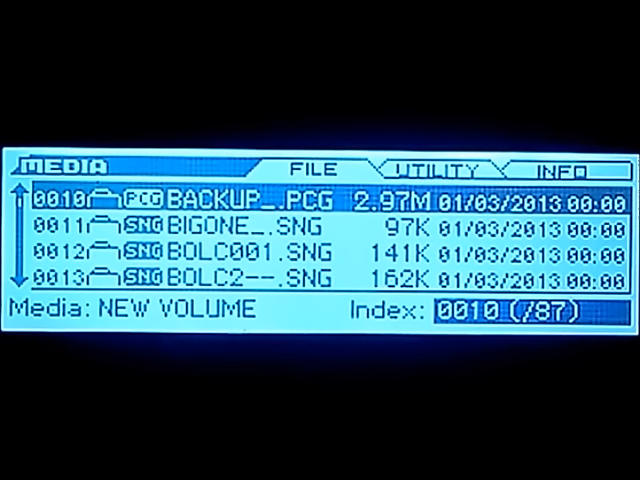 MEDIA FILE UTILITY INFO
0010 PCG BACKUP_.PCG 2.97M 01/03/2013 00:00
0011 SNG BIGONE_.SNG 97K 01/03/2013 00:00
0012 SNG BOLC001.SNG 141K 01/03/2013 00:00
0013 SNG BOLC2--.SNG 162K 01/03/2013 00:00
Media: NEW VOLUME Index: 0010 (/87)